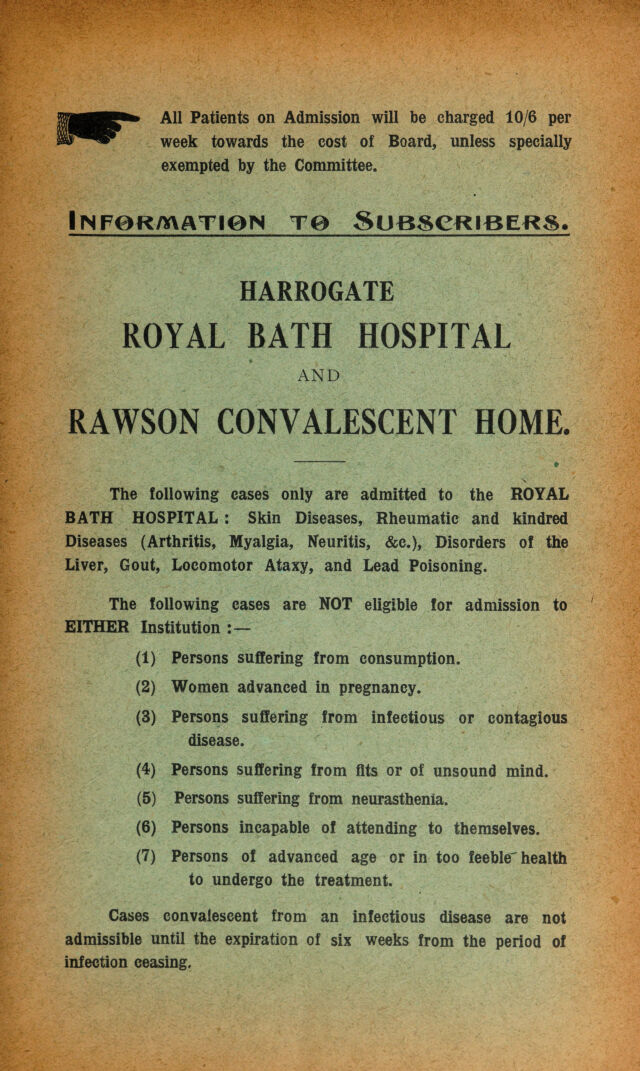 All Patients on Admission will be charged 10/6 per
week towards the cost of Board, unless specially
exempted by the Committee.
INFORMATION TO SUBSCRIBERS.
HARROGATE
ROYAL BATH HOSPITAL
AND
RAWSON CONVALESCENT HOME.
The following cases only are admitted to the ROYAL
BATH HOSPITAL : Skin Diseases, Rheumatic and kindred
Diseases (Arthritis, Myalgia, Neuritis, &c.), Disorders of the
Liver, Gout, Locomotor Ataxy, and Lead Poisoning.
The following cases are NOT eligible for admission to
EITHER Institution :—
(1) Persons suffering from consumption.
(2) Women advanced in pregnancy.
(3) Persons suffering from infectious or contagious
disease.
(4) Persons suffering from fits or of unsound mind.
(5) Persons suffering from neurasthenia.
(6) Persons incapable of attending to themselves.
(7) Persons of advanced age or in too feeble health
to undergo the treatment.
Cases convalescent from an infectious disease are not
admissible until the expiration of six weeks from the period of
infection ceasing.